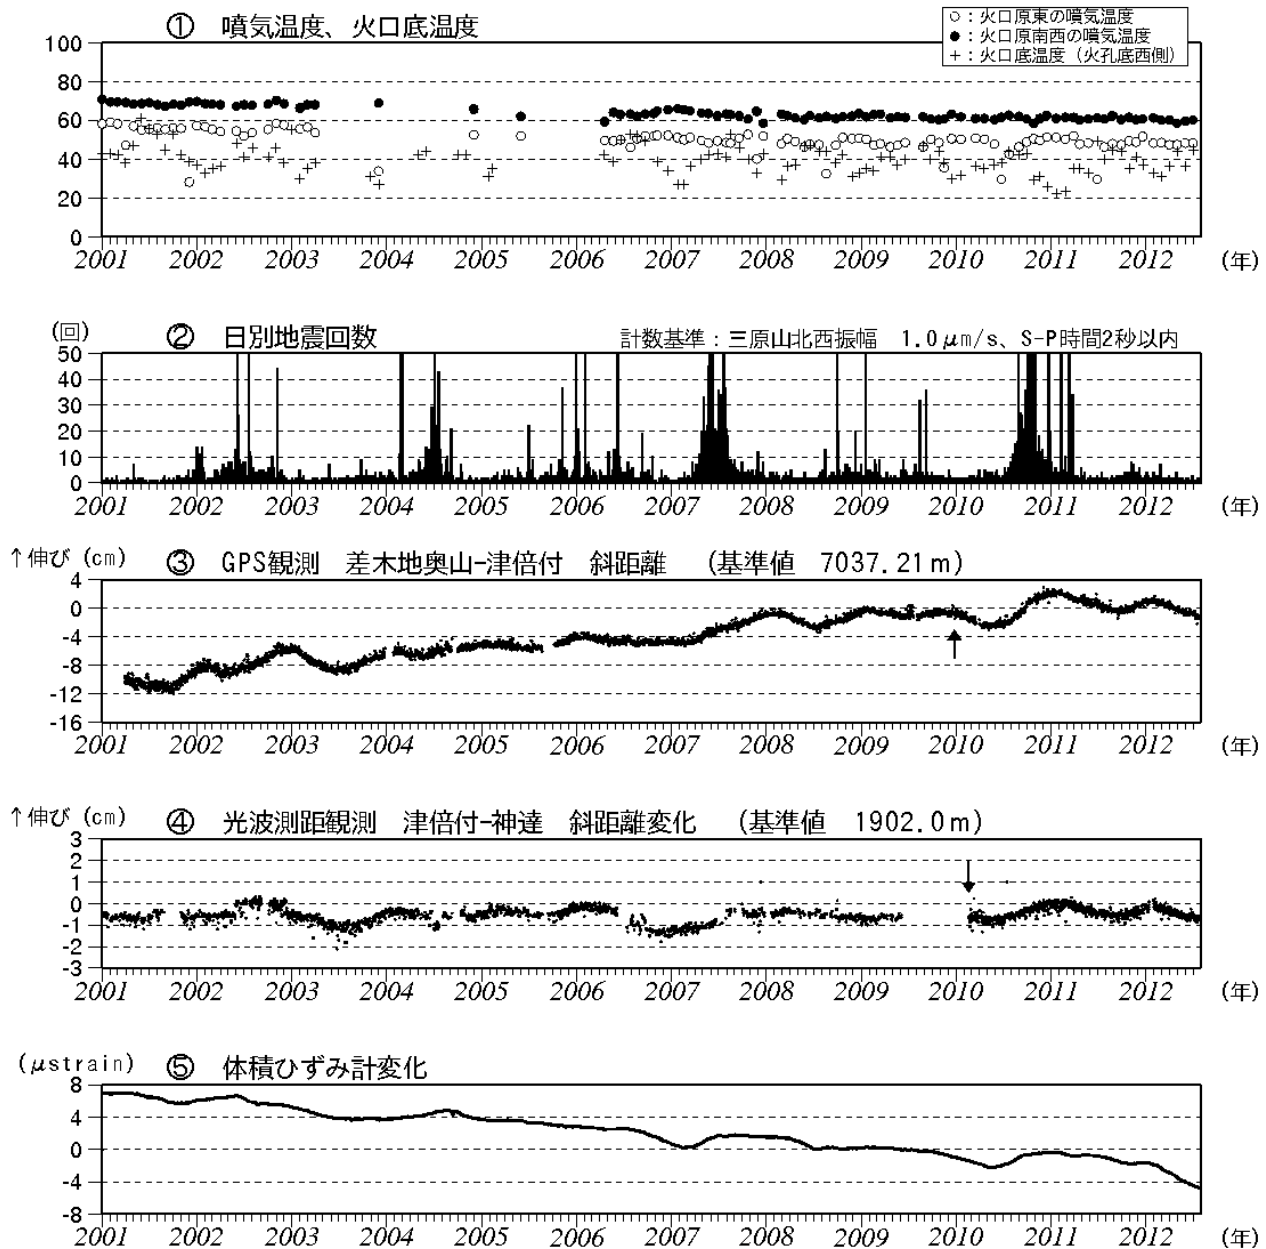 ① 噴気温度、火口底温度
○：火口原東の噴気温度
●：火口原南西の噴気温度
＋：火口底温度（火孔底西側）
100
80
60
40
20
0
2001 2002 2003 2004 2005 2006 2007 2008 2009 2010 2011 2012 (年)
(回) ② 日別地震回数 計数基準：三原山北西振幅 1.0μm/s、S-P時間2秒以内
50
40
30
20
10
0
2001 2002 2003 2004 2005 2006 2007 2008 2009 2010 2011 2012 (年)
↑伸び (cm) ③ GPS観測 差木地奥山-津倍付 斜距離 (基準値 7037.21m)
4
0
-4
-8
-12
-16
2001 2002 2003 2004 2005 2006 2007 2008 2009 2010 2011 2012 (年)
↑伸び (cm) ④ 光波測距観測 津倍付-神達 斜距離変化 (基準値 1902.0m)
3
2
1
0
-1
-2
-3
2001 2002 2003 2004 2005 2006 2007 2008 2009 2010 2011 2012 (年)
(μstrain) ⑤ 体積ひずみ計変化
8
4
0
-4
-8
2001 2002 2003 2004 2005 2006 2007 2008 2009 2010 2011 2012 (年)